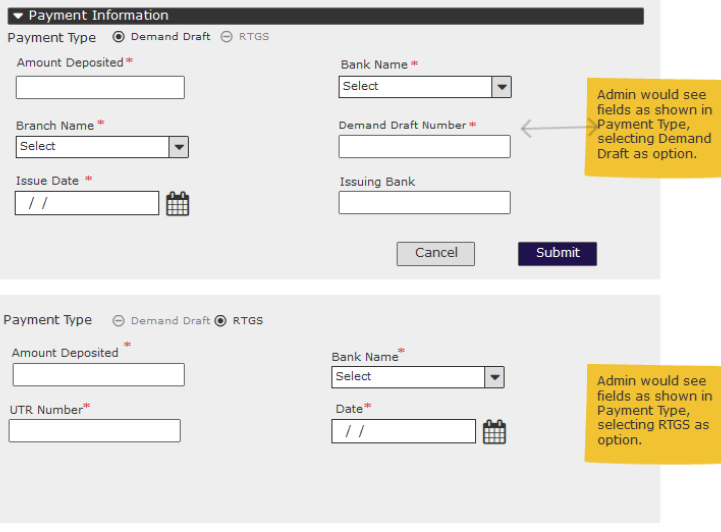 Payment Information
Payment Type Demand Draft RTGS
Amount Deposited * Bank Name *
Select
Branch Name * Demand Draft Number *
Select
Issue Date * Issuing Bank
/ /
Cancel Submit
Admin would see
fields as shown in
Payment Type,
selecting Demand
Draft as option.
Payment Type Demand Draft RTGS
Amount Deposited * Bank Name*
Select
UTR Number* Date*
/ /
Admin would see
fields as shown in
Payment Type,
selecting RTGS as
option.